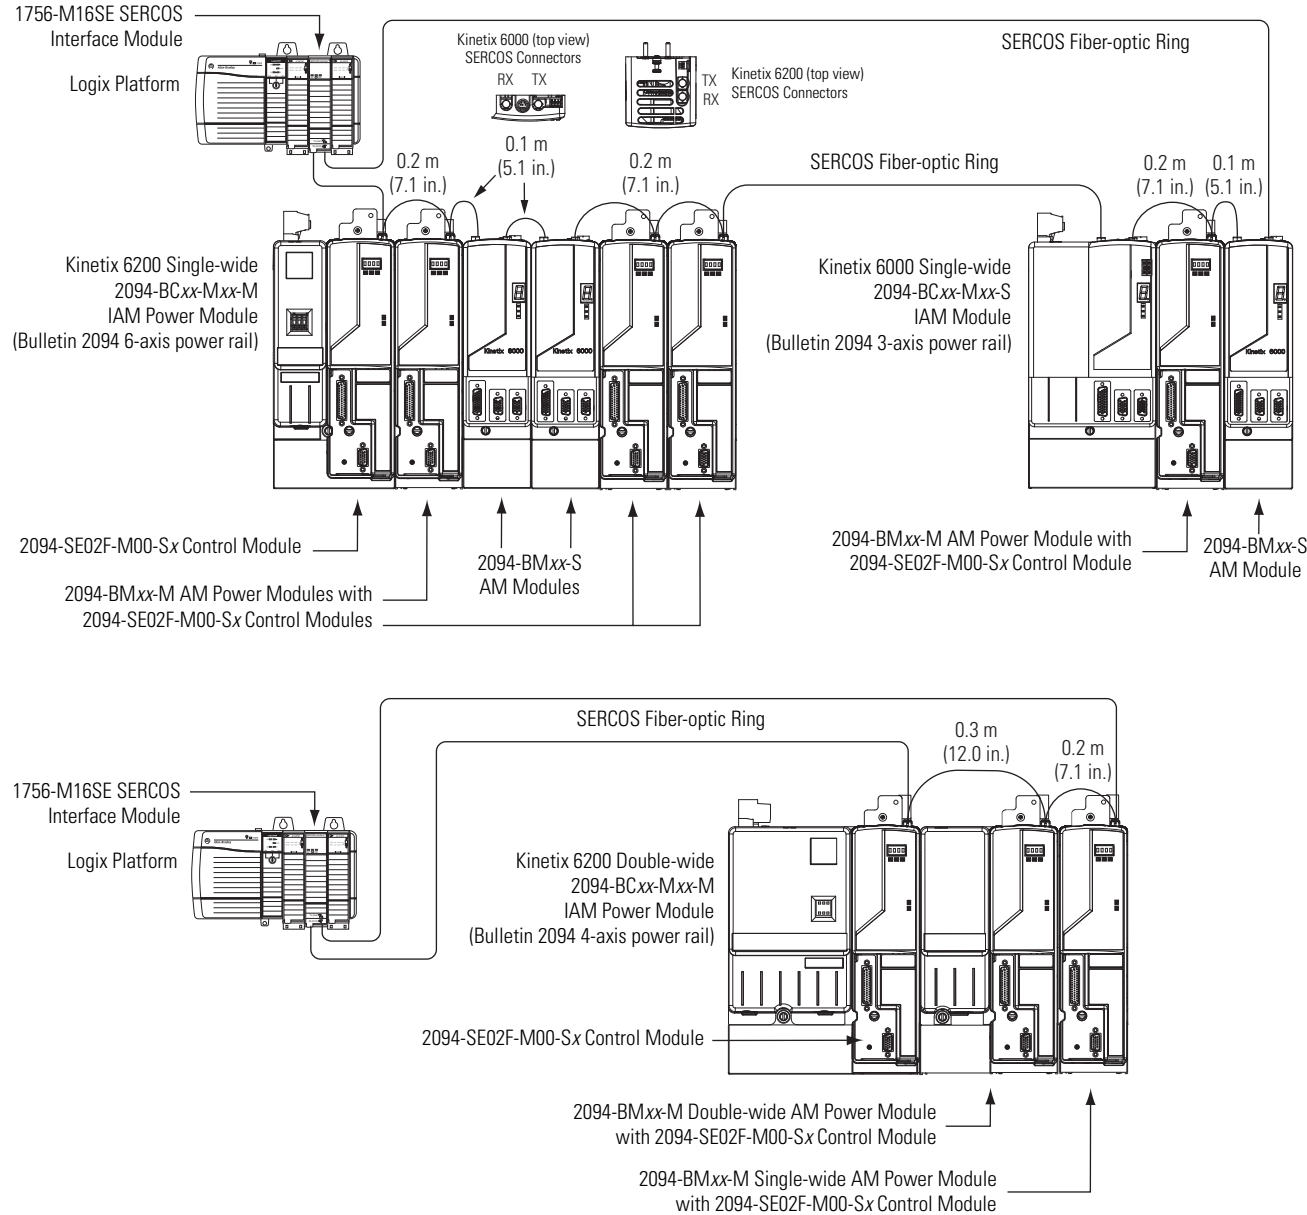 1756-M16SE SERCOS
Interface Module
Logix Platform
Kinetix 6000 (top view)
SERCOS Connectors
RX TX
TX
RX
Kinetix 6200 (top view)
SERCOS Connectors
SERCOS Fiber-optic Ring
0.2 m
(7.1 in.)
0.1 m
(5.1 in.)
0.2 m
(7.1 in.)
SERCOS Fiber-optic Ring
0.2 m
(7.1 in.)
0.1 m
(5.1 in.)
Kinetix 6200 Single-wide
2094-BCxx-Mxx-M
IAM Power Module
(Bulletin 2094 6-axis power rail)
Kinetix 6000
Kinetix 6000
Kinetix 6000 Single-wide
2094-BCxx-Mxx-S
IAM Module
(Bulletin 2094 3-axis power rail)
Kinetix 6000
2094-SE02F-M00-Sx Control Module
2094-BMxx-M AM Power Modules with
2094-SE02F-M00-Sx Control Modules
2094-BMxx-S
AM Modules
2094-BMxx-M AM Power Module with
2094-SE02F-M00-Sx Control Module
2094-BMxx-S
AM Module
SERCOS Fiber-optic Ring
0.3 m
(12.0 in.)
0.2 m
(7.1 in.)
1756-M16SE SERCOS
Interface Module
Logix Platform
Kinetix 6200 Double-wide
2094-BCxx-Mxx-M
IAM Power Module
(Bulletin 2094 4-axis power rail)
2094-SE02F-M00-Sx Control Module
2094-BMxx-M Double-wide AM Power Module
with 2094-SE02F-M00-Sx Control Module
2094-BMxx-M Single-wide AM Power Module
with 2094-SE02F-M00-Sx Control Module